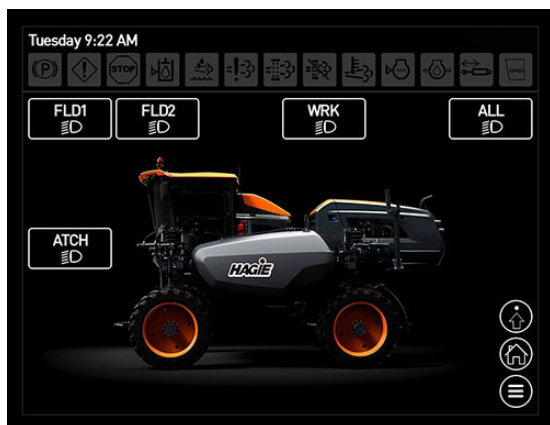 Tuesday 9:22 AM
(P) STOP
FLD1 FLD2 WRK ALL
ATCH
HAGIE